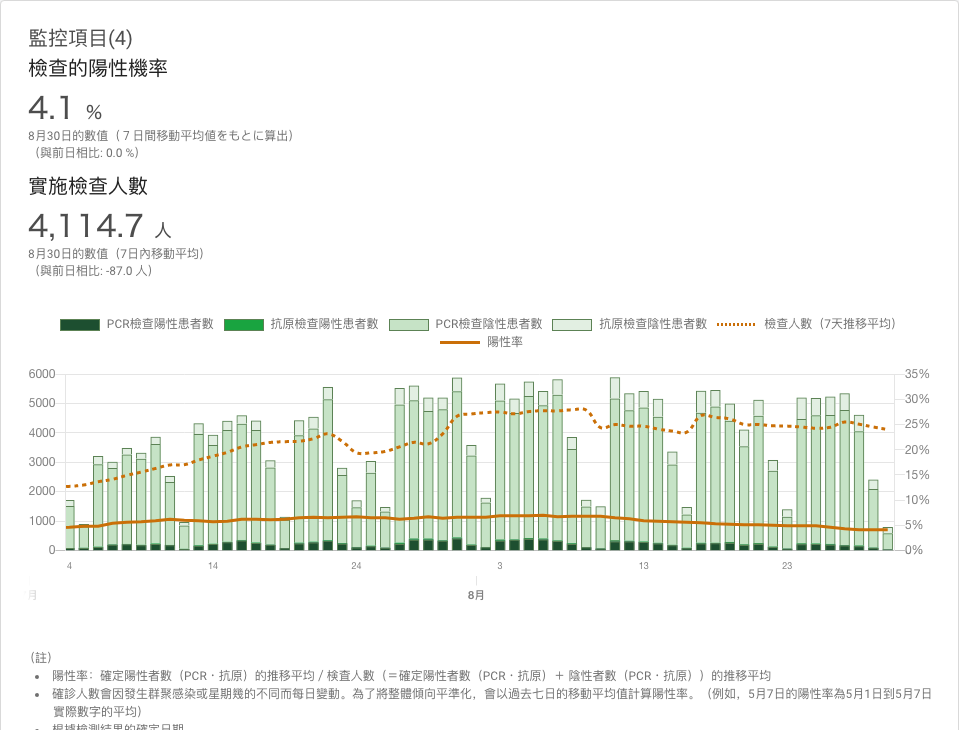 監控項目(4)
檢查的陽性機率
4.1 %
8月30日的數值（７日間移動平均値をもとに算出）
（與前日相比: 0.0 %）
實施檢查人數
4,114.7 人
8月30日的數值（7日內移動平均）
（與前日相比: -87.0 人）
PCR檢查陽性患者數 抗原檢查陽性患者數 PCR檢查陰性患者數 抗原檢查陰性患者數 檢查人數（7天推移平均）
陽性率
6000 35%
5000 30%
4000 25%
3000 20%
2000 15%
1000 10%
0 5%
0%
4 14 24 3 13 23
月 8月
（註）
• 陽性率：確定陽性者數（PCR・抗原）的推移平均 / 検査人數（＝確定陽性者數（PCR・抗原）＋ 陰性者數（PCR・抗原））的推移平均
• 確診人數會因發生群聚感染或星期幾的不同而每日變動。為了將整體傾向平準化，會以過去七日的移動平均值計算陽性率。（例如，5月7日的陽性率為5月1日到5月7日
實際數字的平均）
• 根據檢測結果的確定日期